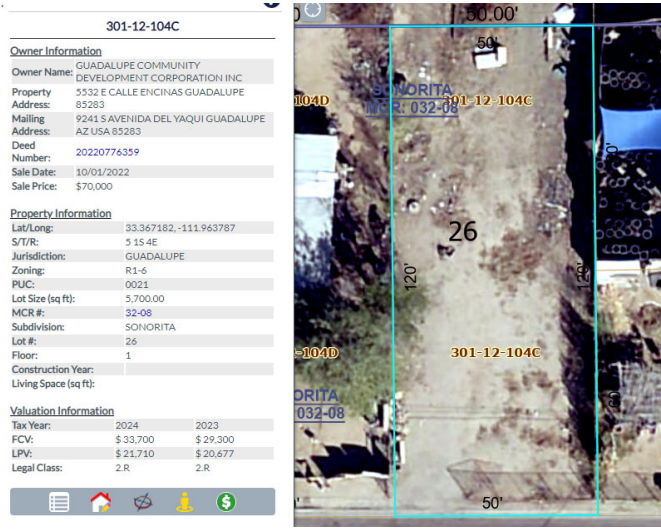 301-12-104C
Owner Information
Owner Name: GUADALUPE COMMUNITY
DEVELOPMENT CORPORATION INC
Property Address: 5532 E CALLE ENCINAS GUADALUPE
85283
Mailing Address: 9241 S AVENIDA DEL YAQUI GUADALUPE
AZ USA 85283
Deed Number: 20220776359
Sale Date: 10/01/2022
Sale Price: $70,000
Property Information
Lat/Long: 33.367182, -111.963787
S/T/R: 5 1S 4E
Jurisdiction: GUADALUPE
Zoning: R1-6
PUC: 0021
Lot Size (sq ft): 5,700.00
MCR #: 32-08
Subdivision: SONORITA
Lot #: 26
Floor: 1
Construction Year:
Living Space (sq ft):
Valuation Information
Tax Year: 2024 2023
FCV: $ 33,700 $ 29,300
LPV: $ 21,710 $ 20,677
Legal Class: 2.R 2.R
50.00'
50'
104D
SONORITA
MCR: 032-08
301-12-104C
26
120'
120'
-104D
301-12-104C
ORITA
032-08
50'